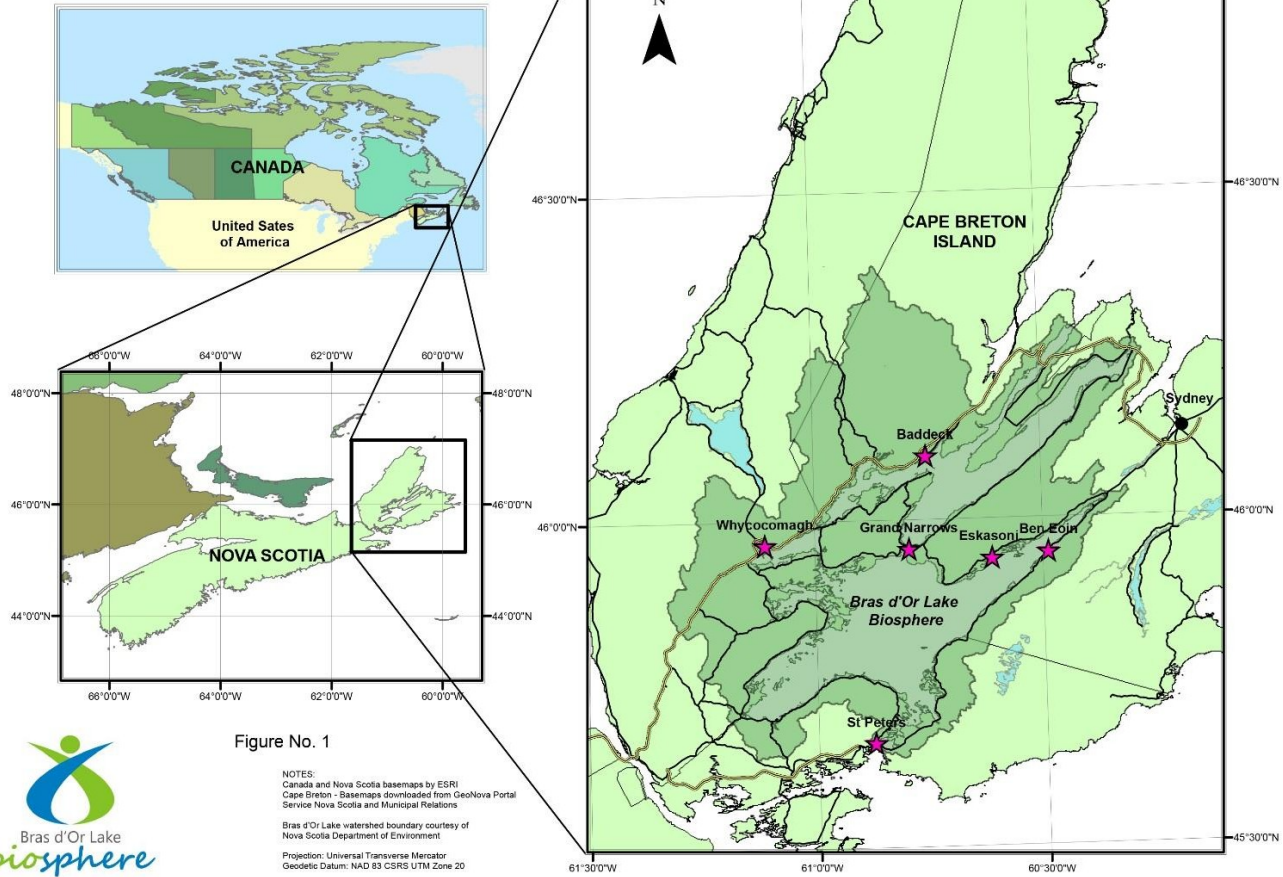 CANADA
United Sates
of America
66°0'0"W 64°0'0"W 62°0'0"W 60°0'0"W
48°0'0"N 48°0'0"N
46°0'0"N 46°0'0"N
44°0'0"N 44°0'0"N
NOVA SCOTIA
66°0'0"W 64°0'0"W 62°0'0"W 60°0'0"W
Figure No. 1
NOTES:
Canada and Nova Scotia basemaps by ESRI
Cape Breton - Basemaps downloaded from GeoNova Portal
Service Nova Scotia and Municipal Relations
Bras d'Or Lake watershed boundary courtesy of
Nova Scotia Department of Environment
Projection: Universal Transverse Mercator
Geodetic Datum: NAD 83 CSRS UTM Zone 20
Bras d'Or Lake
biosphere
N
46°30'0"N 46°30'0"N
CAPE BRETON
ISLAND
Sydney
Baddeck
46°0'0"N 46°0'0"N
Whycocomagh
Grand Narrows
Eskasoni
Ben Eoin
Bras d'Or Lake
Biosphere
St Peters
45°30'0"N
61°30'0"W 61°0'0"W 60°30'0"W